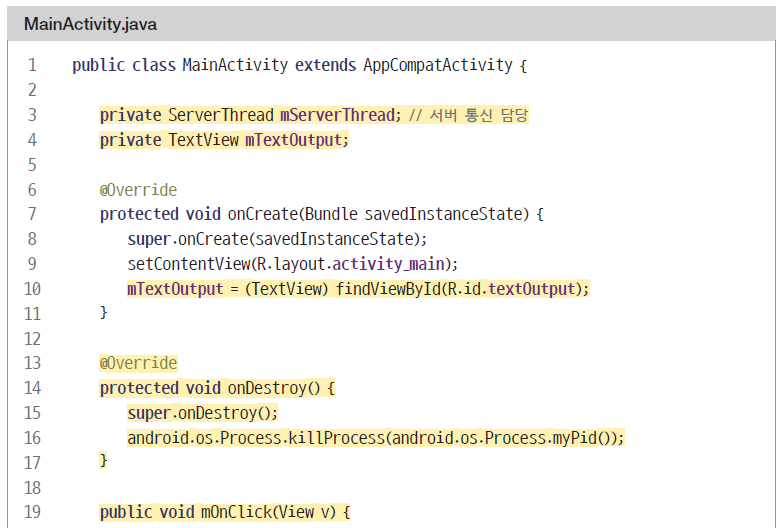 MainActivity.java
1 public class MainActivity extends AppCompatActivity {
2
3 private ServerThread mServerThread; // 서버 통신 담당
4 private TextView mTextOutput;
5
6 @Override
7 protected void onCreate(Bundle savedInstanceState) {
8 super.onCreate(savedInstanceState);
9 setContentView(R.layout.activity_main);
10 mTextOutput = (TextView) findViewById(R.id.textOutput);
11 }
12
13 @Override
14 protected void onDestroy() {
15 super.onDestroy();
16 android.os.Process.killProcess(android.os.Process.myPid());
17 }
18
19 public void mOnClick(View v) {